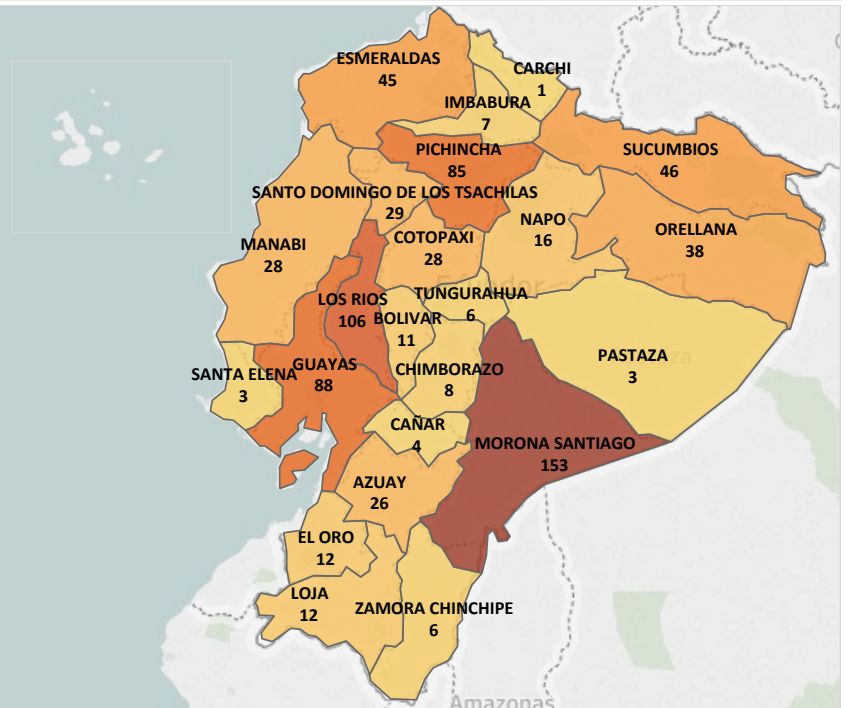 ESMERALDAS
45
CARCHI
1
IMBABURA
7
PICHINCHA
85
SUCUMBIOS
46
SANTO DOMINGO DE LOS TSACHILAS
29
NAPO
16
ORELLANA
38
MANABI
28
COTOPAXI
28
Ecuador
TUNGURAHUA
6
LOS RIOS
106
BOLIVAR
11
PASTAZA
3
SANTA ELENA
3
GUAYAS
88
CHIMBORAZO
8
CAÑAR
4
MORONA SANTIAGO
153
AZUAY
26
EL ORO
12
LOJA
12
ZAMORA CHINCHIPE
6
Amazonas